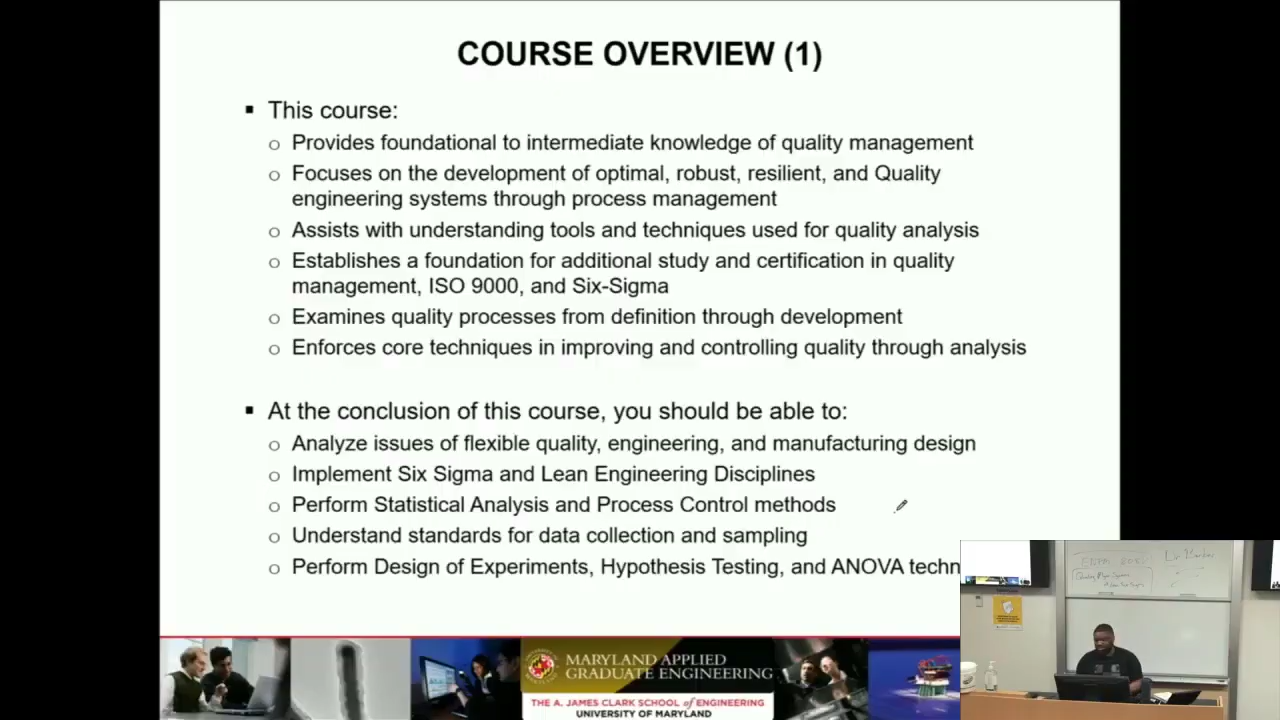 COURSE OVERVIEW (1)
▪ This course:
o Provides foundational to intermediate knowledge of quality management
o Focuses on the development of optimal, robust, resilient, and Quality
engineering systems through process management
o Assists with understanding tools and techniques used for quality analysis
o Establishes a foundation for additional study and certification in quality
management, ISO 9000, and Six-Sigma
o Examines quality processes from definition through development
o Enforces core techniques in improving and controlling quality through analysis
▪ At the conclusion of this course, you should be able to:
o Analyze issues of flexible quality, engineering, and manufacturing design
o Implement Six Sigma and Lean Engineering Disciplines
o Perform Statistical Analysis and Process Control methods
o Understand standards for data collection and sampling
o Perform Design of Experiments, Hypothesis Testing, and ANOVA techn
MARYLAND APPLIED
GRADUATE ENGINEERING
THE A. JAMES CLARK SCHOOL of ENGINEERING
UNIVERSITY OF MARYLAND